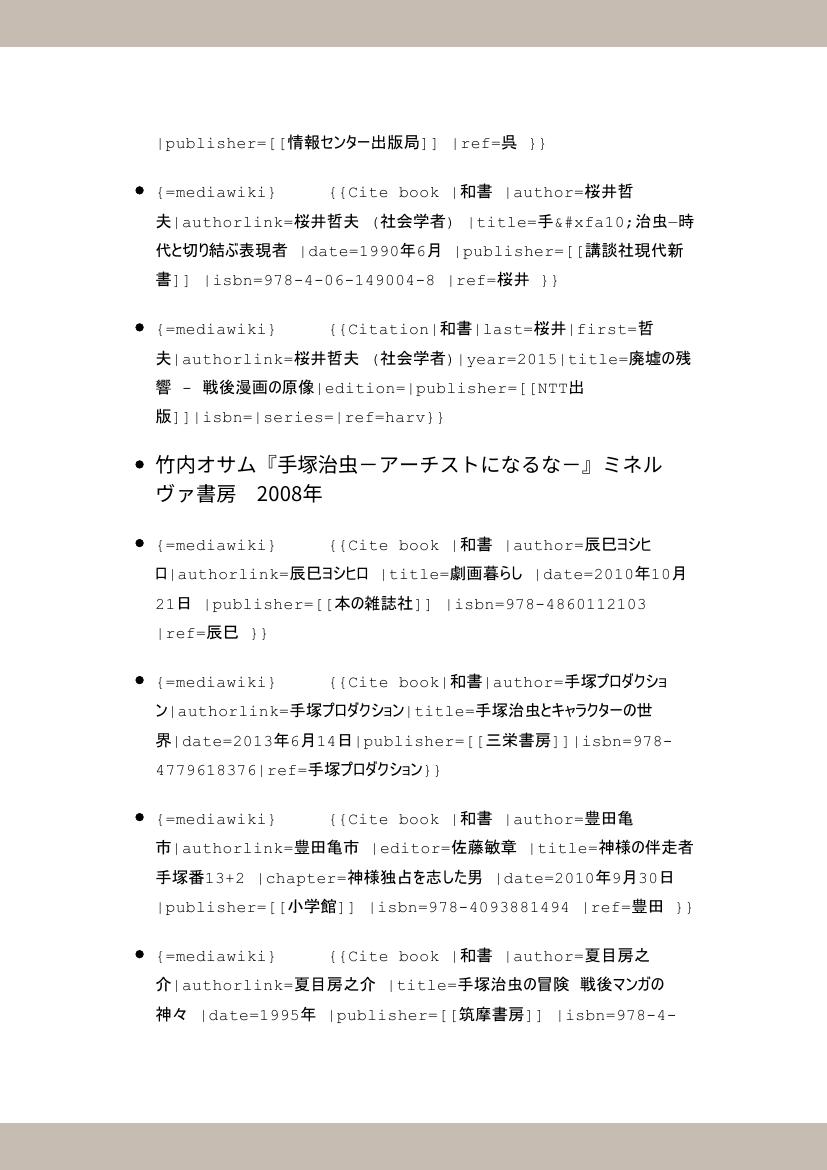 |publisher=[[情報センター出版局]] |ref=呉 }}
● {=mediawiki} {{Cite book |和書 |author=桜井哲
夫|authorlink=桜井哲夫 (社会学者) |title=手&#xfa10;治虫—時
代と切り結ぶ表現者 |date=1990年6月 |publisher=[[講談社現代新
書]] |isbn=978-4-06-149004-8 |ref=桜井 }}
● {=mediawiki} {{Citation|和書|last=桜井|first=哲
夫|authorlink=桜井哲夫 (社会学者)|year=2015|title=廃墟の残
響 - 戦後漫画の原像|edition=|publisher=[[NTT出
版]]|isbn=|series=|ref=harv}}
● 竹内オサム『手塚治虫－アーチストになるな－』ミネル
ヴァ書房　2008年
● {=mediawiki} {{Cite book |和書 |author=辰巳ヨシヒ
ロ|authorlink=辰巳ヨシヒロ |title=劇画暮らし |date=2010年10月
21日 |publisher=[[本の雑誌社]] |isbn=978-4860112103
|ref=辰巳 }}
● {=mediawiki} {{Cite book|和書|author=手塚プロダクショ
ン|authorlink=手塚プロダクション|title=手塚治虫とキャラクターの世
界|date=2013年6月14日|publisher=[[三栄書房]]|isbn=978-
4779618376|ref=手塚プロダクション}}
● {=mediawiki} {{Cite book |和書 |author=豊田亀
市|authorlink=豊田亀市 |editor=佐藤敏章 |title=神様の伴走者
手塚番13+2 |chapter=神様独占を志した男 |date=2010年9月30日
|publisher=[[小学館]] |isbn=978-4093881494 |ref=豊田 }}
● {=mediawiki} {{Cite book |和書 |author=夏目房之
介|authorlink=夏目房之介 |title=手塚治虫の冒険 戦後マンガの
神々 |date=1995年 |publisher=[[筑摩書房]] |isbn=978-4-